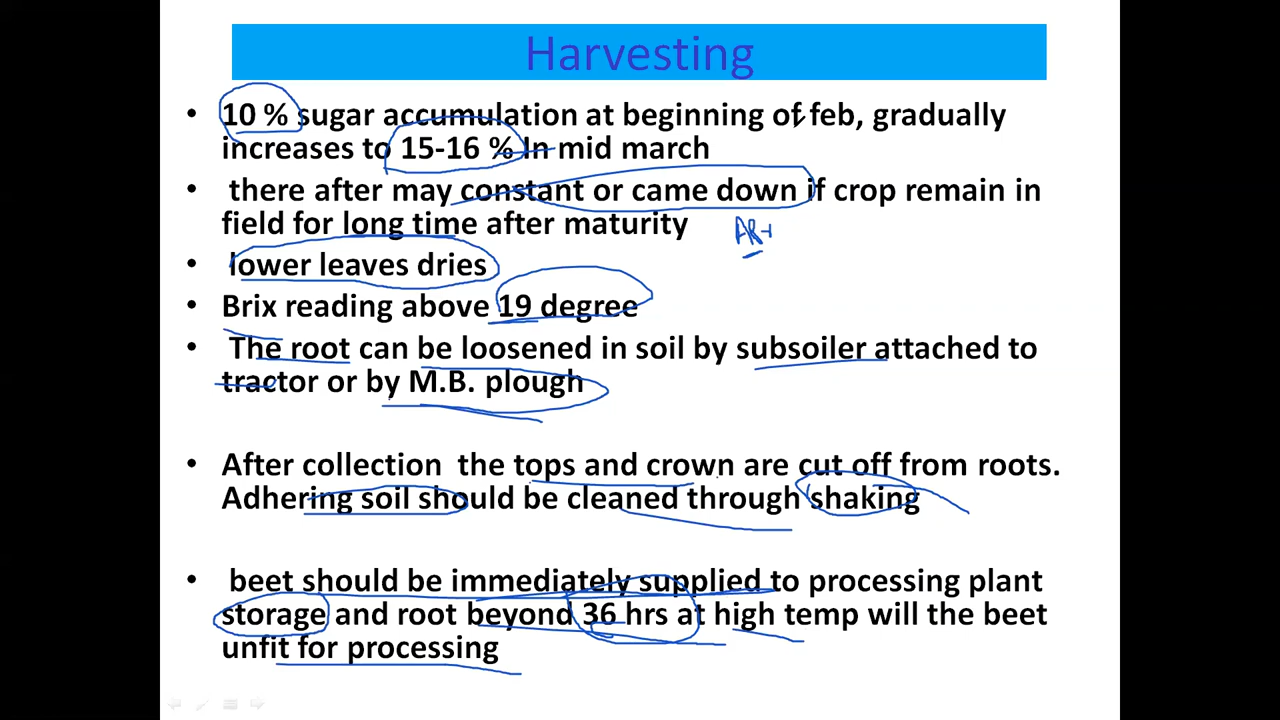 Harvesting
• 10 % sugar accumulation at beginning of feb, gradually
increases to 15-16 % In mid march
• there after may constant or came down if crop remain in
field for long time after maturity
• lower leaves dries
• Brix reading above 19 degree
• The root can be loosened in soil by subsoiler attached to
tractor or by M.B. plough
• After collection the tops and crown are cut off from roots.
Adhering soil should be cleaned through shaking
• beet should be immediately supplied to processing plant
storage and root beyond 36 hrs at high temp will the beet
unfit for processing